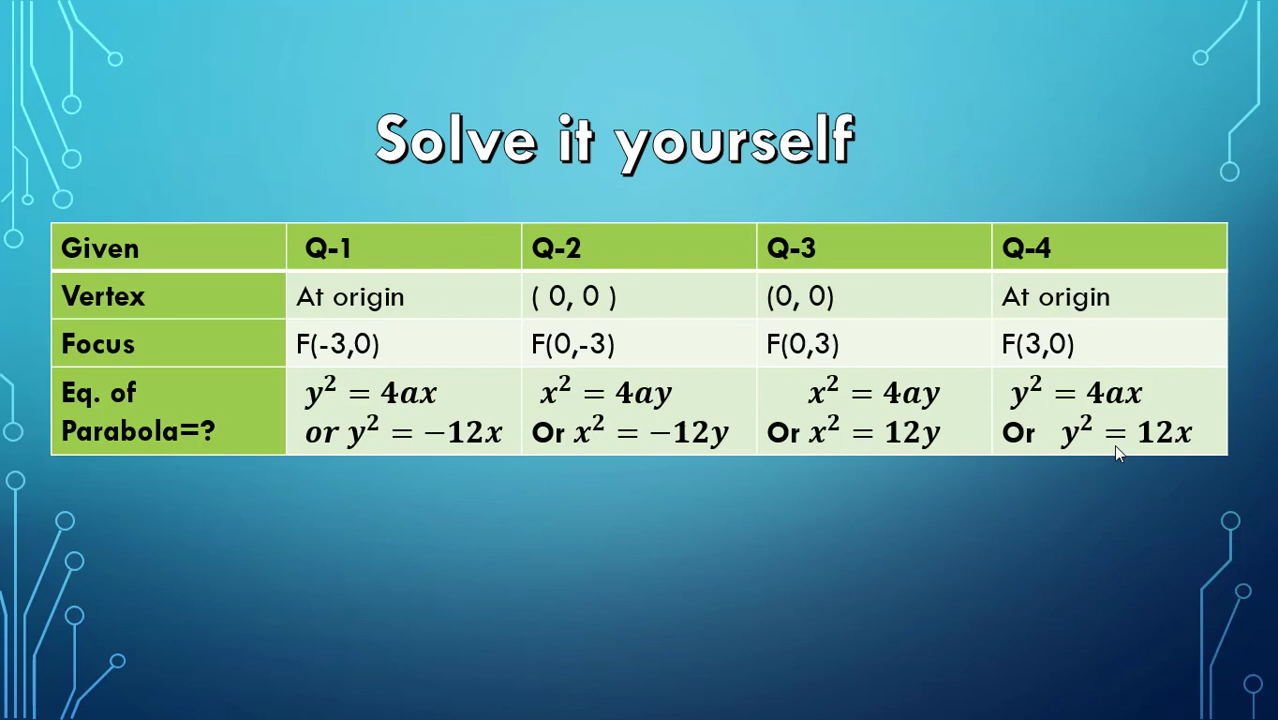 Solve it yourself
Given Q-1 Q-2 Q-3 Q-4
Vertex At origin ( 0, 0 ) (0, 0) At origin
Focus F(-3,0) F(0,-3) F(0,3) F(3,0)
Eq. of y² = 4ax x² = 4ay x² = 4ay y² = 4ax
Parabola=? or y² = −12x Or x² = −12y Or x² = 12y Or y² = 12x